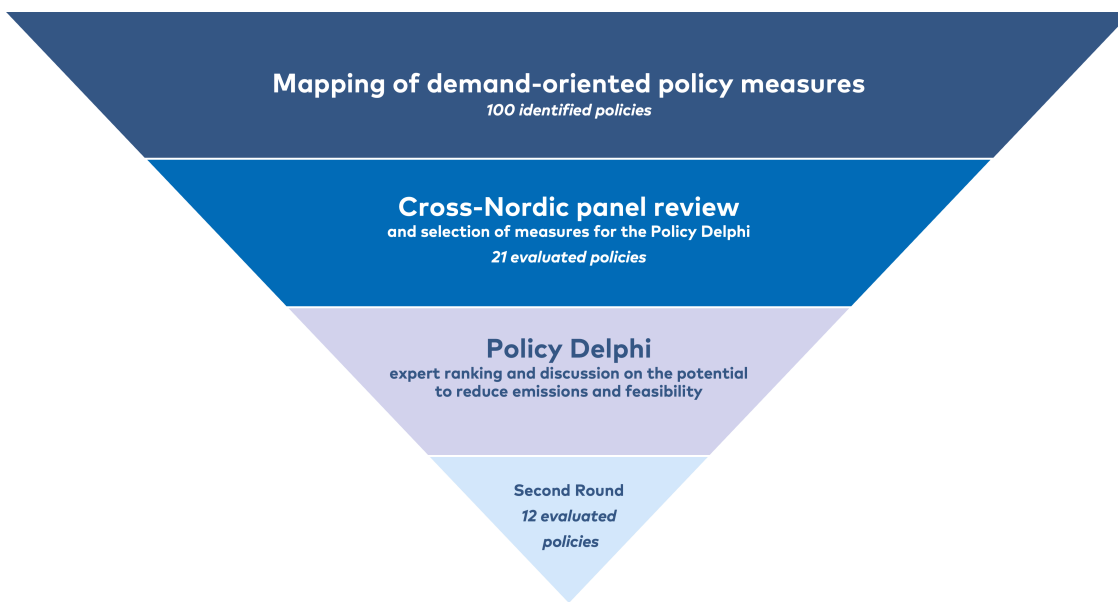 Mapping of demand-oriented policy measures
100 identified policies
Cross-Nordic panel review
and selection of measures for the Policy Delphi
21 evaluated policies
Policy Delphi
expert ranking and discussion on the potential
to reduce emissions and feasibility
Second Round
12 evaluated
policies